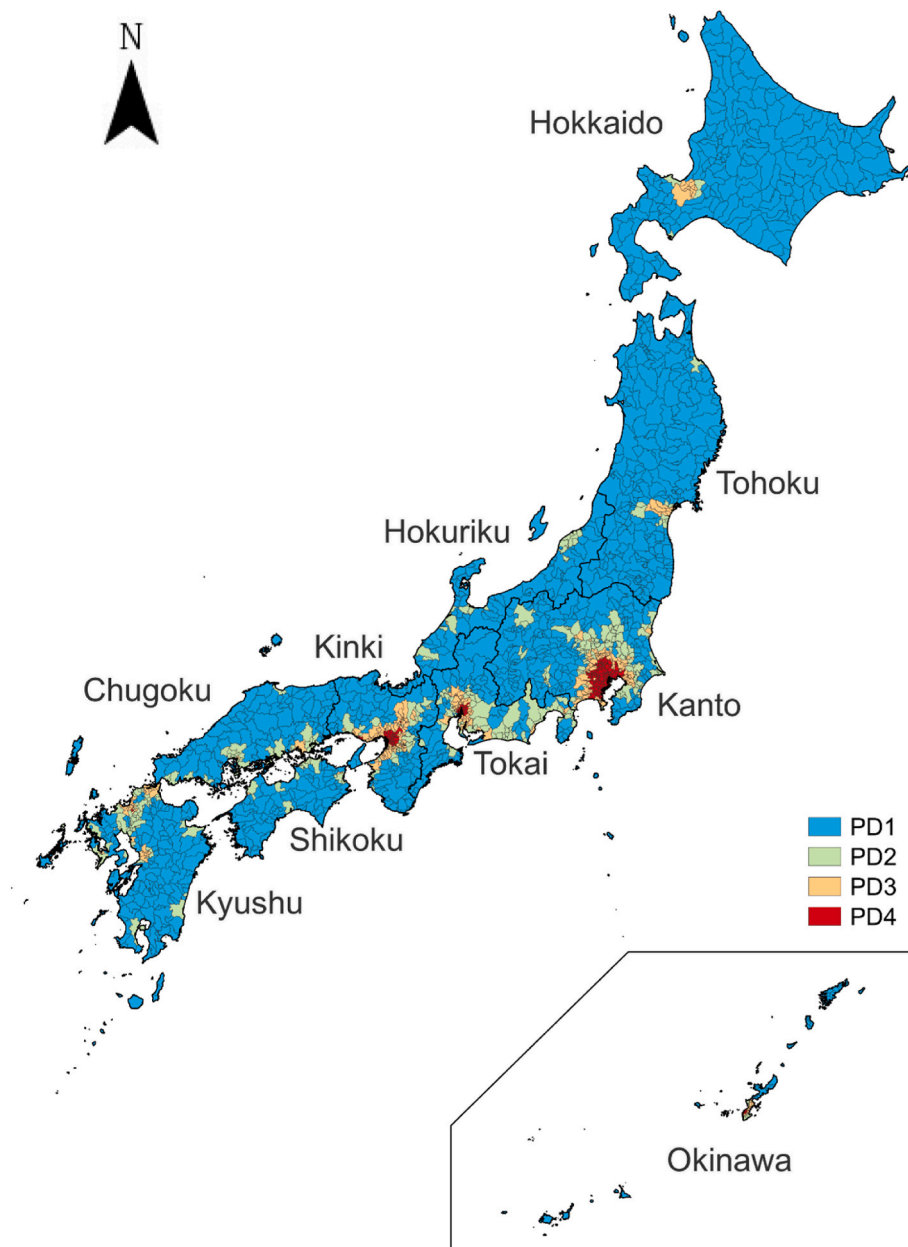 N
Hokkaido
Tohoku
Hokuriku
Kinki
Chugoku
Kanto
Tokai
Shikoku
Kyushu
PD1
PD2
PD3
PD4
Okinawa